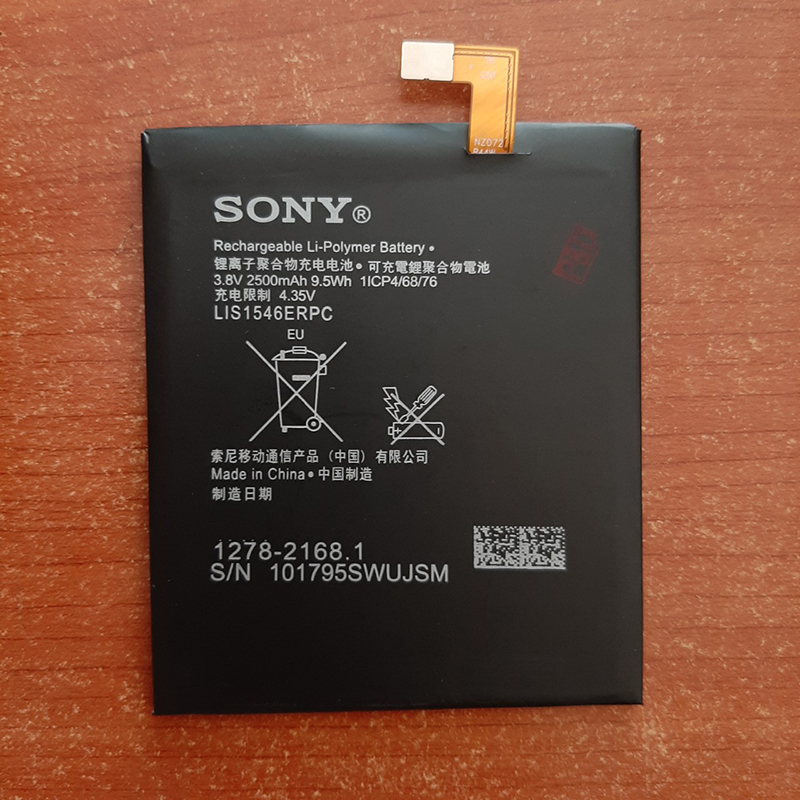 NZ072
SONY®
Rechargeable Li-Polymer Battery •
锂离子聚合物充电电池 • 可充電鋰聚合物電池
3.8V 2500mAh 9.5Wh 1ICP4/68/76
充电限制 4.35V
LIS1546ERPC
EU
索尼移动通信产品（中国）有限公司
Made in China • 中国制造
制造日期
1278-2168.1
S/N 101795SWUJSM